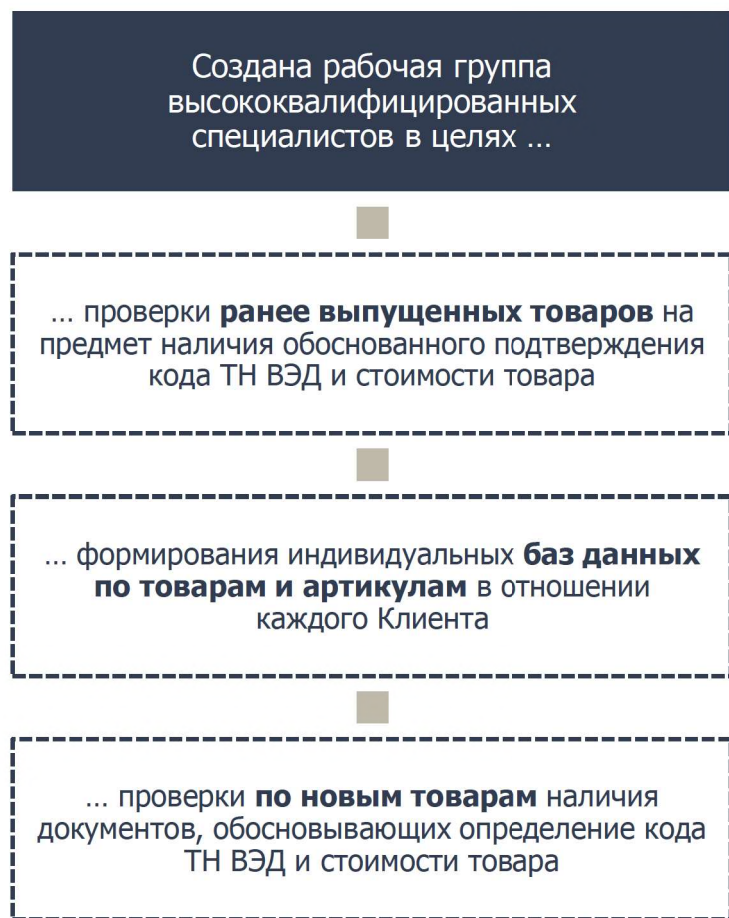 Создана рабочая группа
высококвалифицированных
специалистов в целях ...
... проверки ранее выпущенных товаров на
предмет наличия обоснованного подтверждения
кода ТН ВЭД и стоимости товара
... формирования индивидуальных баз данных
по товарам и артикулам в отношении
каждого Клиента
... проверки по новым товарам наличия
документов, обосновывающих определение кода
ТН ВЭД и стоимости товара